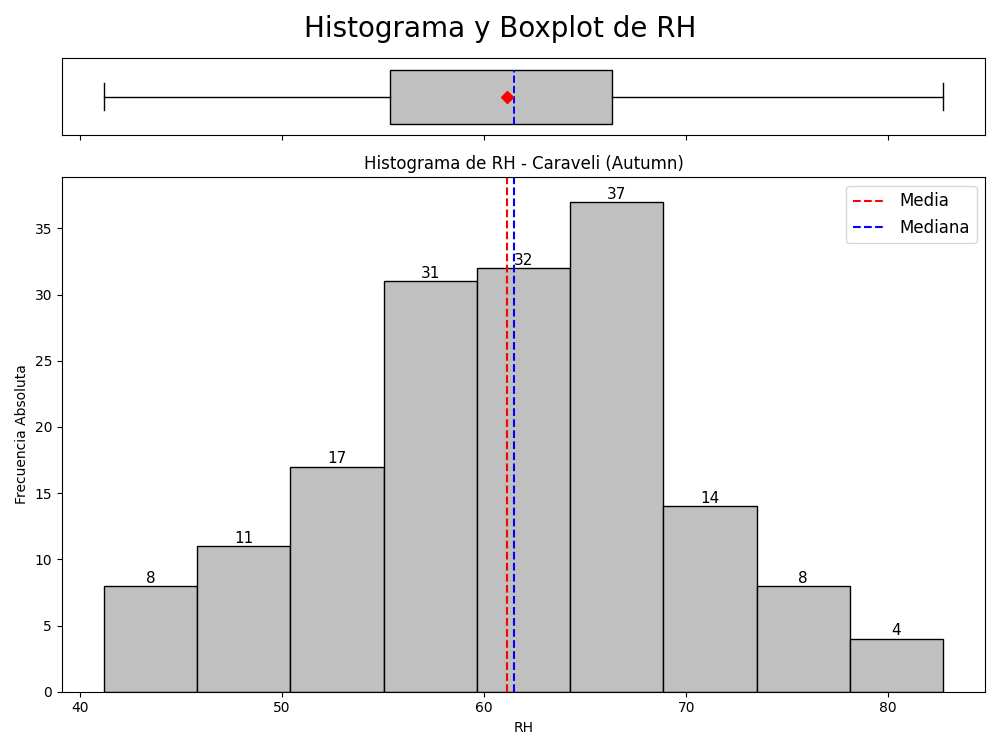 Histograma y Boxplot de RH
Histograma de RH - Caraveli (Autumn)
Media
Mediana
37
32
31
17
14
11
8
8
4
Frecuencia Absoluta
35
30
25
20
15
10
5
0
40 50 60 70 80
RH